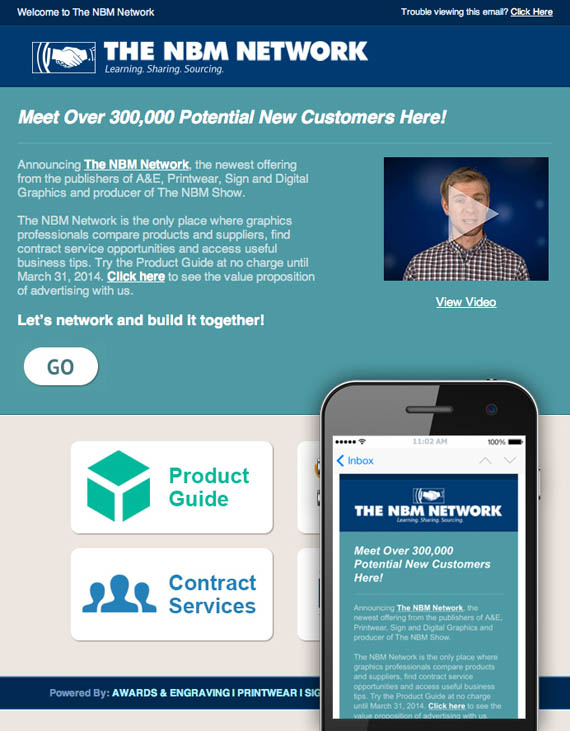 Welcome to The NBM Network
Trouble viewing this email? Click Here
THE NBM NETWORK
Learning. Sharing. Sourcing.
Meet Over 300,000 Potential New Customers Here!
Announcing The NBM Network, the newest offering
from the publishers of A&E, Printwear, Sign and Digital
Graphics and producer of The NBM Show.
The NBM Network is the only place where graphics
professionals compare products and suppliers, find
contract service opportunities and access useful
business tips. Try the Product Guide at no charge until
March 31, 2014. Click here to see the value proposition
of advertising with us.
Let's network and build it together!
GO
View Video
Product
Guide
Contract
Services
Powered By: AWARDS & ENGRAVING | PRINTWEAR | SIG
11:02 AM
100%
Inbox
THE NBM NETWORK
Learning. Sharing. Sourcing.
Meet Over 300,000
Potential New Customers
Here!
Announcing The NBM Network, the
newest offering from the publishers of A&E,
Printwear, Sign and Digital Graphics and
producer of The NBM Show.
The NBM Network is the only place where
graphics professionals compare products
and suppliers, find contract service
opportunities and access useful business
tips. Try the Product Guide at no charge
until March 31, 2014. Click here to see the
value proposition of advertising with us.